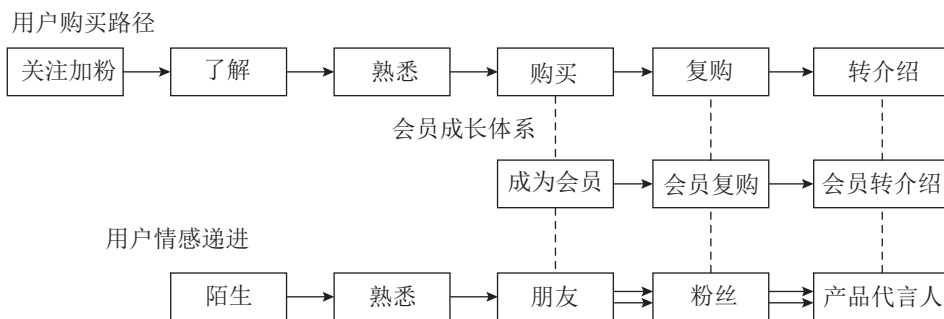 用户购买路径
关注加粉 了解 熟悉 购买 复购 转介绍
会员成长体系
成为会员 会员复购 会员转介绍
用户情感递进
陌生 熟悉 朋友 粉丝 产品代言人